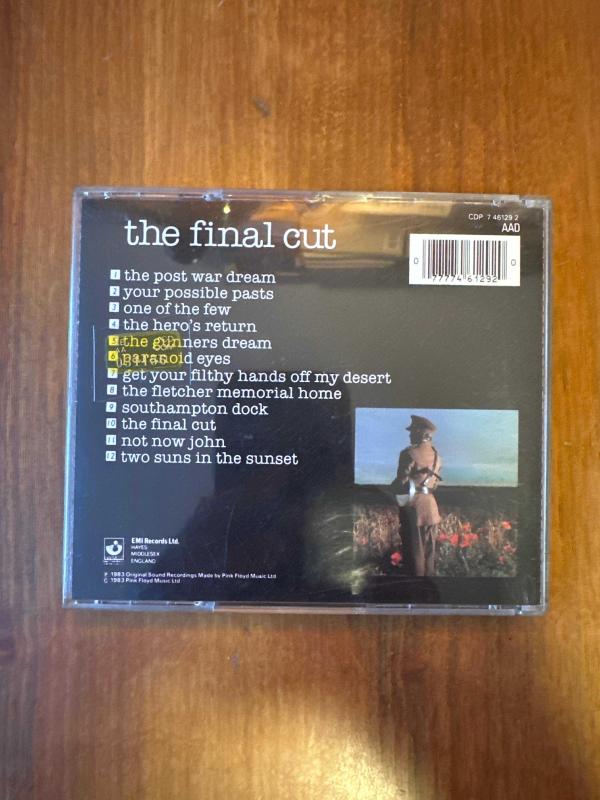 the final cut
CDP 7 46129 2
AAD
0 77774 61292 0
1 the post war dream
2 your possible pasts
3 one of the few
4 the hero's return
5 the gunners dream
6 paranoid eyes
7 get your filthy hands off my desert
8 the fletcher memorial home
9 southampton dock
10 the final cut
11 not now john
12 two suns in the sunset
EMI Records Ltd.
HAYES
MIDDLESEX
ENGLAND
℗ 1983 Original Sound Recordings Made by Pink Floyd Music Ltd
© 1983 Pink Floyd Music Ltd